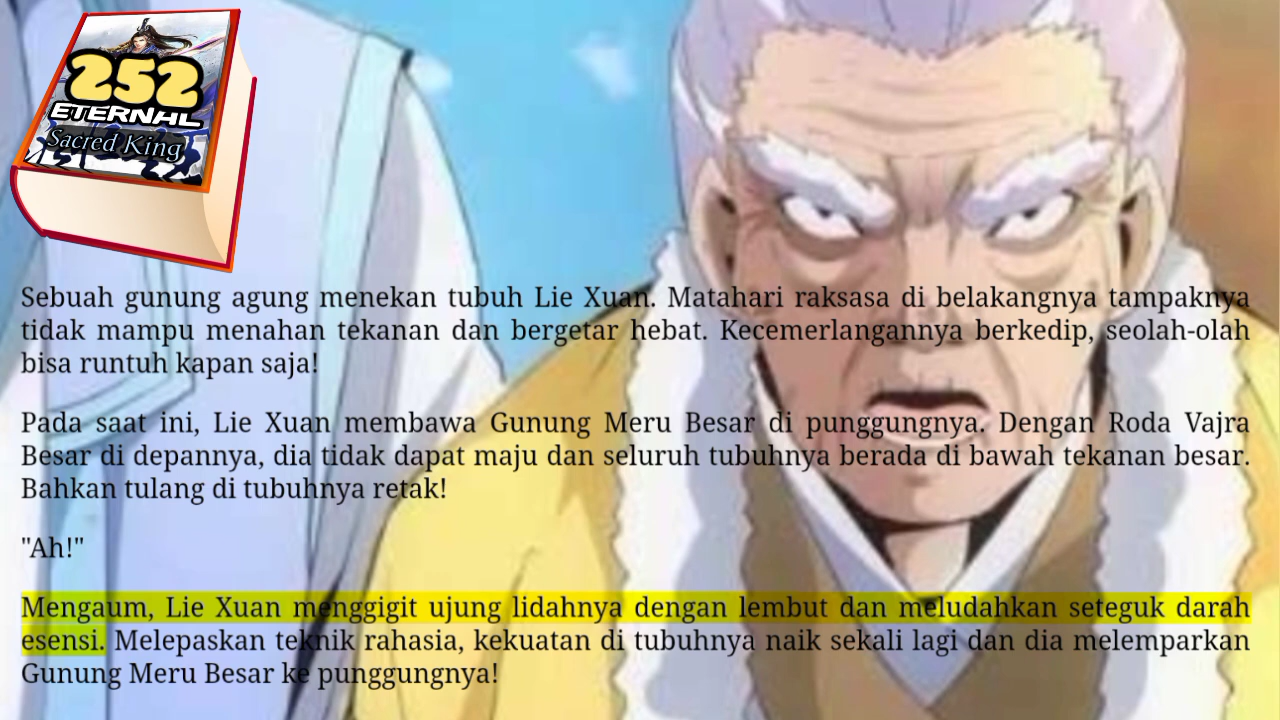 252
ETERNAL
Sacred King
Sebuah gunung agung menekan tubuh Lie Xuan. Matahari raksasa di belakangnya tampaknya
tidak mampu menahan tekanan dan bergetar hebat. Kecemerlangannya berkedip, seolah-olah
bisa runtuh kapan saja!
Pada saat ini, Lie Xuan membawa Gunung Meru Besar di punggungnya. Dengan Roda Vajra
Besar di depannya, dia tidak dapat maju dan seluruh tubuhnya berada di bawah tekanan besar.
Bahkan tulang di tubuhnya retak!
"Ah!"
Mengaum, Lie Xuan menggigit ujung lidahnya dengan lembut dan meludahkan seteguk darah
esensi. Melepaskan teknik rahasia, kekuatan di tubuhnya naik sekali lagi dan dia melemparkan
Gunung Meru Besar ke punggungnya!